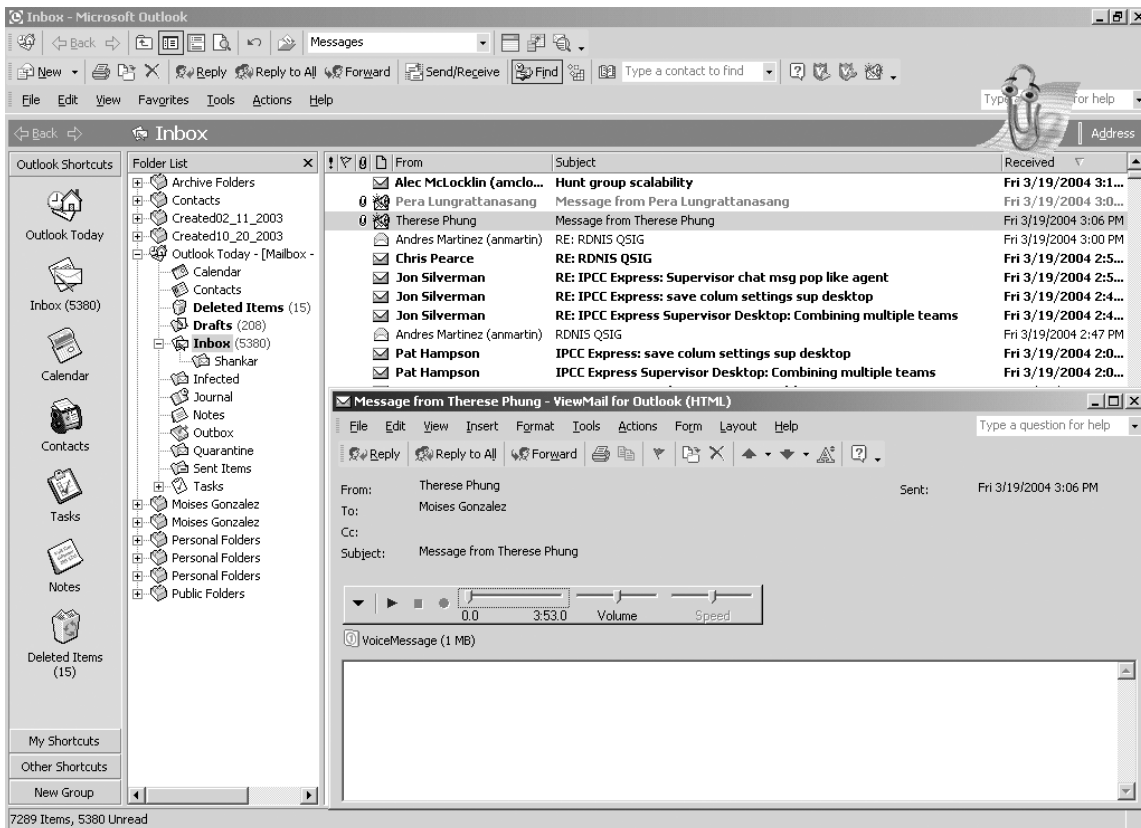 Inbox - Microsoft Outlook
Back Messages
New Reply Reply to All Forward Send/Receive Find Type a contact to find
File Edit View Favorites Tools Actions Help for help
Back Inbox Address
Outlook Shortcuts
Outlook Today
Inbox (5380)
Calendar
Contacts
Tasks
Notes
Deleted Items
(15)
My Shortcuts
Other Shortcuts
New Group
Folder List
Archive Folders
Contacts
Created02_11_2003
Created10_20_2003
Outlook Today - [Mailbox -
Calendar
Contacts
Deleted Items (15)
Drafts (208)
Inbox (5380)
Shankar
Infected
Journal
Notes
Outbox
Quarantine
Sent Items
Tasks
Moises Gonzalez
Moises Gonzalez
Personal Folders
Personal Folders
Personal Folders
Public Folders
From Subject Received
Alec McLocklin (amclo... Hunt group scalability Fri 3/19/2004 3:1...
Pera Lungrattanasang Message from Pera Lungrattanasang Fri 3/19/2004 3:0...
Therese Phung Message from Therese Phung Fri 3/19/2004 3:06 PM
Andres Martinez (anmartin) RE: RDNIS QSIG Fri 3/19/2004 3:00 PM
Chris Pearce RE: RDNIS QSIG Fri 3/19/2004 2:5...
Jon Silverman RE: IPCC Express: Supervisor chat msg pop like agent Fri 3/19/2004 2:5...
Jon Silverman RE: IPCC Express: save colum settings sup desktop Fri 3/19/2004 2:4...
Jon Silverman RE: IPCC Express Supervisor Desktop: Combining multiple teams Fri 3/19/2004 2:4...
Andres Martinez (anmartin) RDNIS QSIG Fri 3/19/2004 2:47 PM
Pat Hampson IPCC Express: save colum settings sup desktop Fri 3/19/2004 2:0...
Pat Hampson IPCC Express Supervisor Desktop: Combining multiple teams Fri 3/19/2004 2:0...
Message from Therese Phung - ViewMail for Outlook (HTML)
File Edit View Insert Format Tools Actions Form Layout Help Type a question for help
Reply Reply to All Forward
From: Therese Phung Sent: Fri 3/19/2004 3:06 PM
To: Moises Gonzalez
Cc:
Subject: Message from Therese Phung
0.0 3:53.0 Volume Speed
VoiceMessage (1 MB)
7289 Items, 5380 Unread